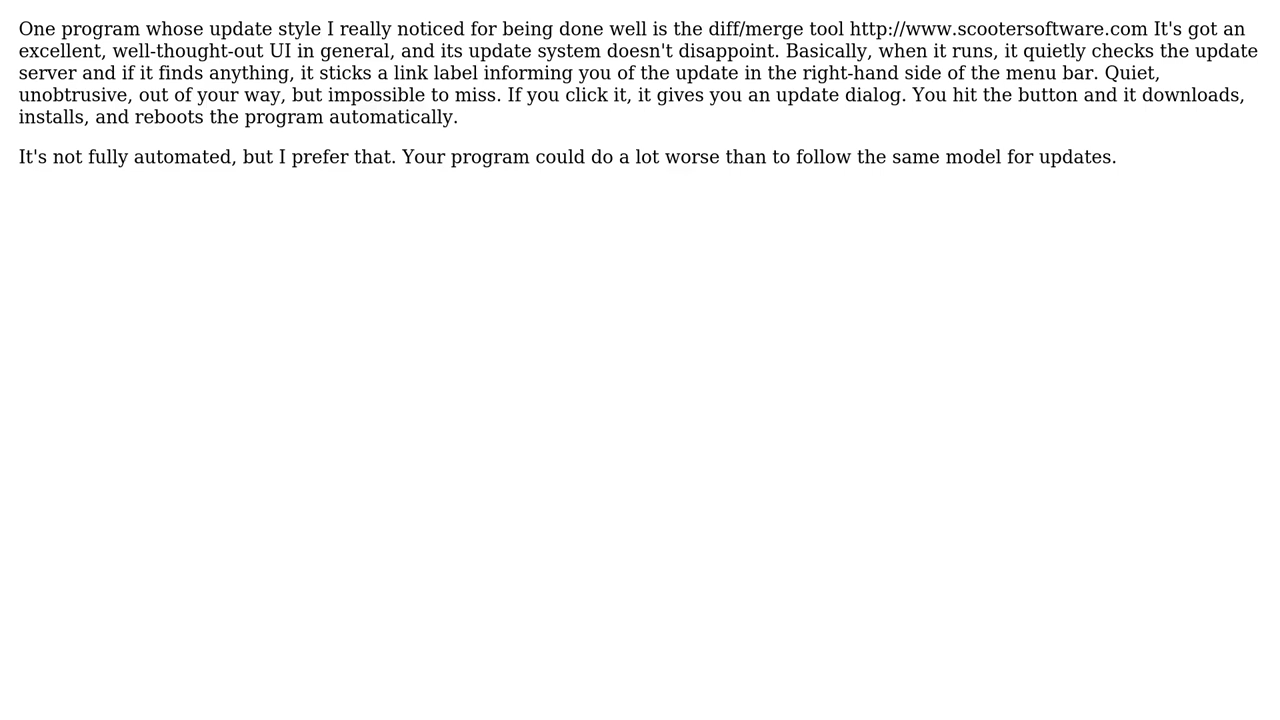 One program whose update style I really noticed for being done well is the diff/merge tool http://www.scootersoftware.com It's got an
excellent, well-thought-out UI in general, and its update system doesn't disappoint. Basically, when it runs, it quietly checks the update
server and if it finds anything, it sticks a link label informing you of the update in the right-hand side of the menu bar. Quiet,
unobtrusive, out of your way, but impossible to miss. If you click it, it gives you an update dialog. You hit the button and it downloads,
installs, and reboots the program automatically.
It's not fully automated, but I prefer that. Your program could do a lot worse than to follow the same model for updates.